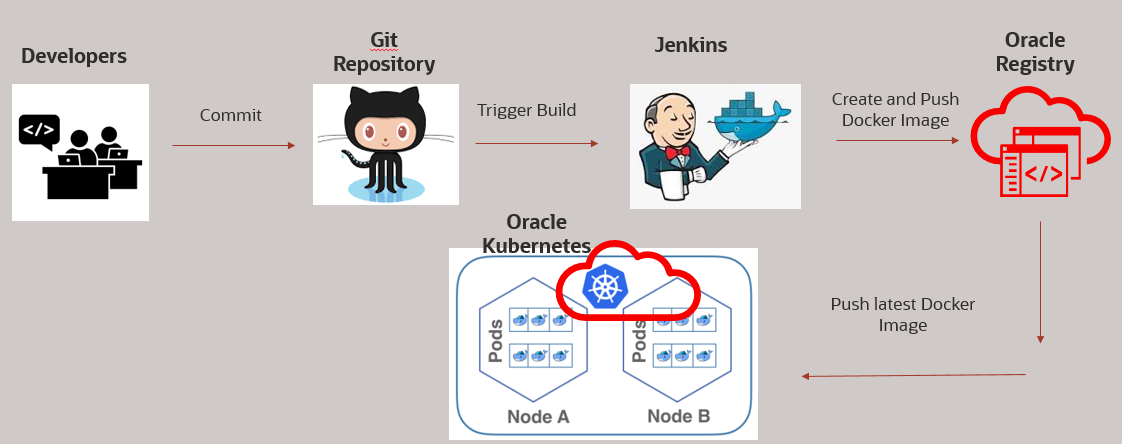 Developers
Git
Repository
Jenkins
Oracle
Registry
Commit
Trigger Build
Create and Push
Docker Image
</>
</>
Oracle
Kubernetes
Push latest Docker
Image
Pods
Pods
Node A
Node B